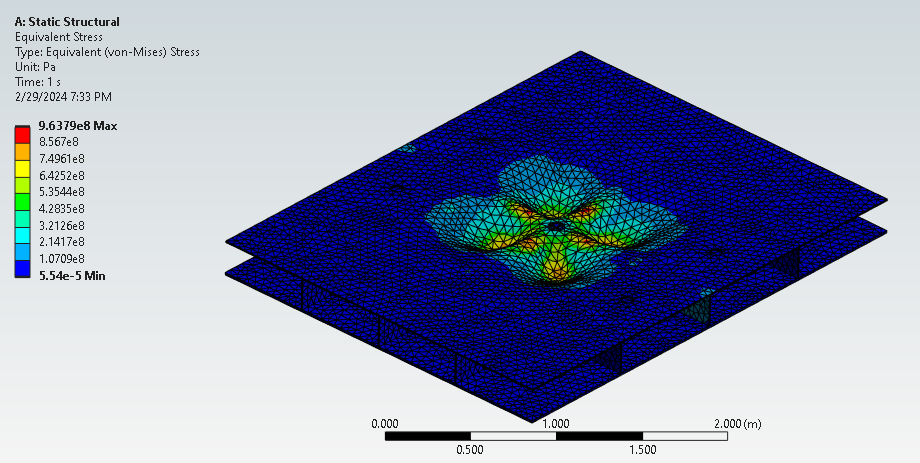 A: Static Structural
Equivalent Stress
Type: Equivalent (von-Mises) Stress
Unit: Pa
Time: 1 s
2/29/2024 7:33 PM
9.6379e8 Max
8.567e8
7.4961e8
6.4252e8
5.3544e8
4.2835e8
3.2126e8
2.1417e8
1.0709e8
5.54e-5 Min
0.000 1.000 2.000 (m)
0.500 1.500